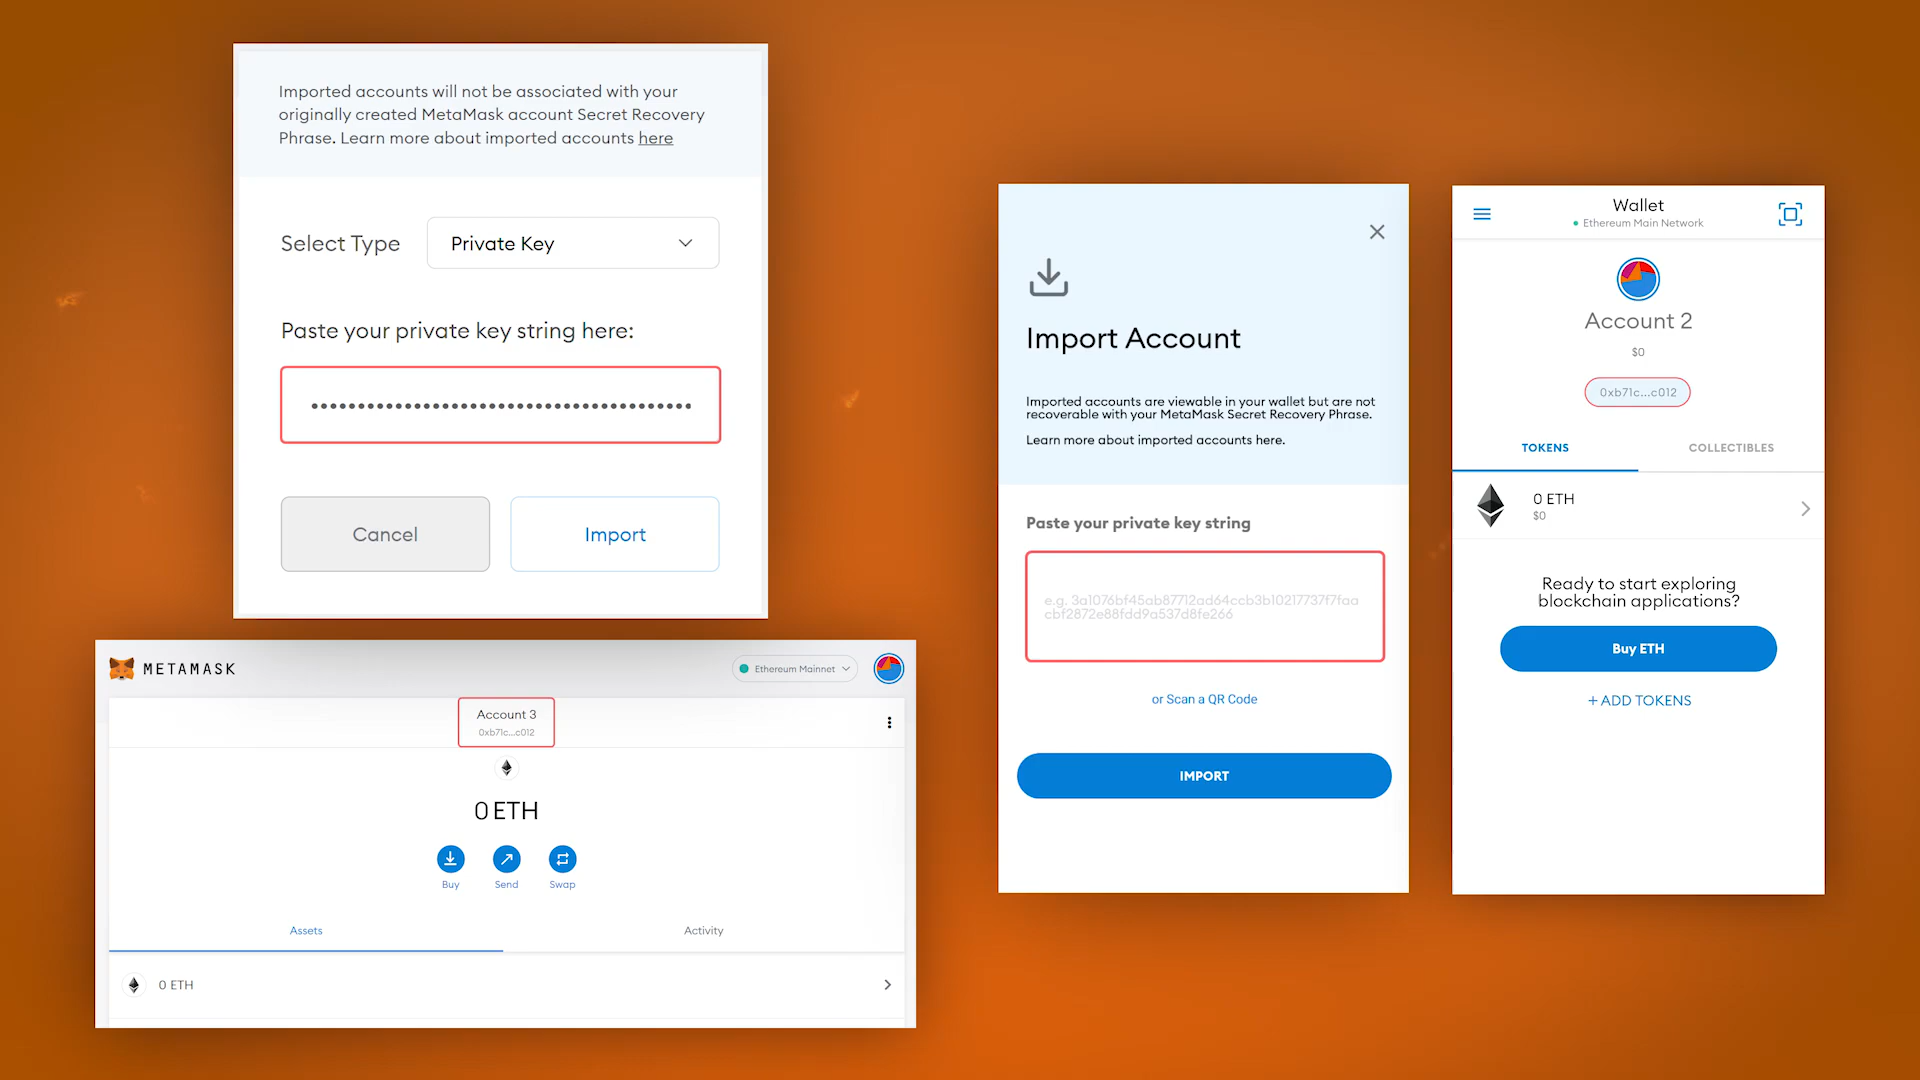 Imported accounts will not be associated with your
originally created MetaMask account Secret Recovery
Phrase. Learn more about imported accounts here
Select Type
Private Key
Paste your private key string here:
Cancel
Import
METAMASK
Ethereum Mainnet
Account 3
0xb71c...c012
0 ETH
Buy
Send
Swap
Assets
Activity
0 ETH
Import Account
Imported accounts are viewable in your wallet but are not
recoverable with your MetaMask Secret Recovery Phrase.
Learn more about imported accounts here.
Paste your private key string
e.g. 3a1076bf45ab87712ad64ccb3b10217737f7faa
cbf2872e88fdd9a537d8fe266
or Scan a QR Code
IMPORT
Wallet
Ethereum Main Network
Account 2
$0
0xb71c...c012
TOKENS
COLLECTIBLES
0 ETH
$0
Ready to start exploring
blockchain applications?
Buy ETH
+ ADD TOKENS